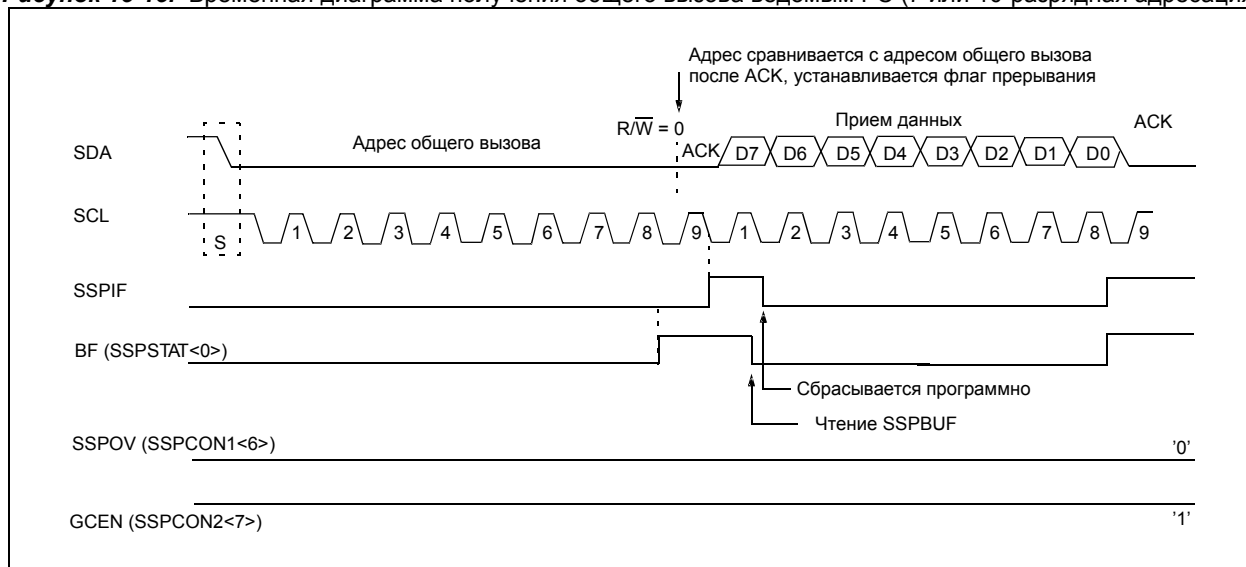 Адрес сравнивается с адресом общего вызова
после ACK, устанавливается флаг прерывания
R/W = 0
Прием данных
ACK
SDA
Адрес общего вызова
ACK
D7 D6 D5 D4 D3 D2 D1 D0
SCL
S
1 2 3 4 5 6 7 8 9 1 2 3 4 5 6 7 8 9
SSPIF
BF (SSPSTAT<0>)
Сбрасывается программно
Чтение SSPBUF
SSPOV (SSPCON1<6>)
'0'
GCEN (SSPCON2<7>)
'1'